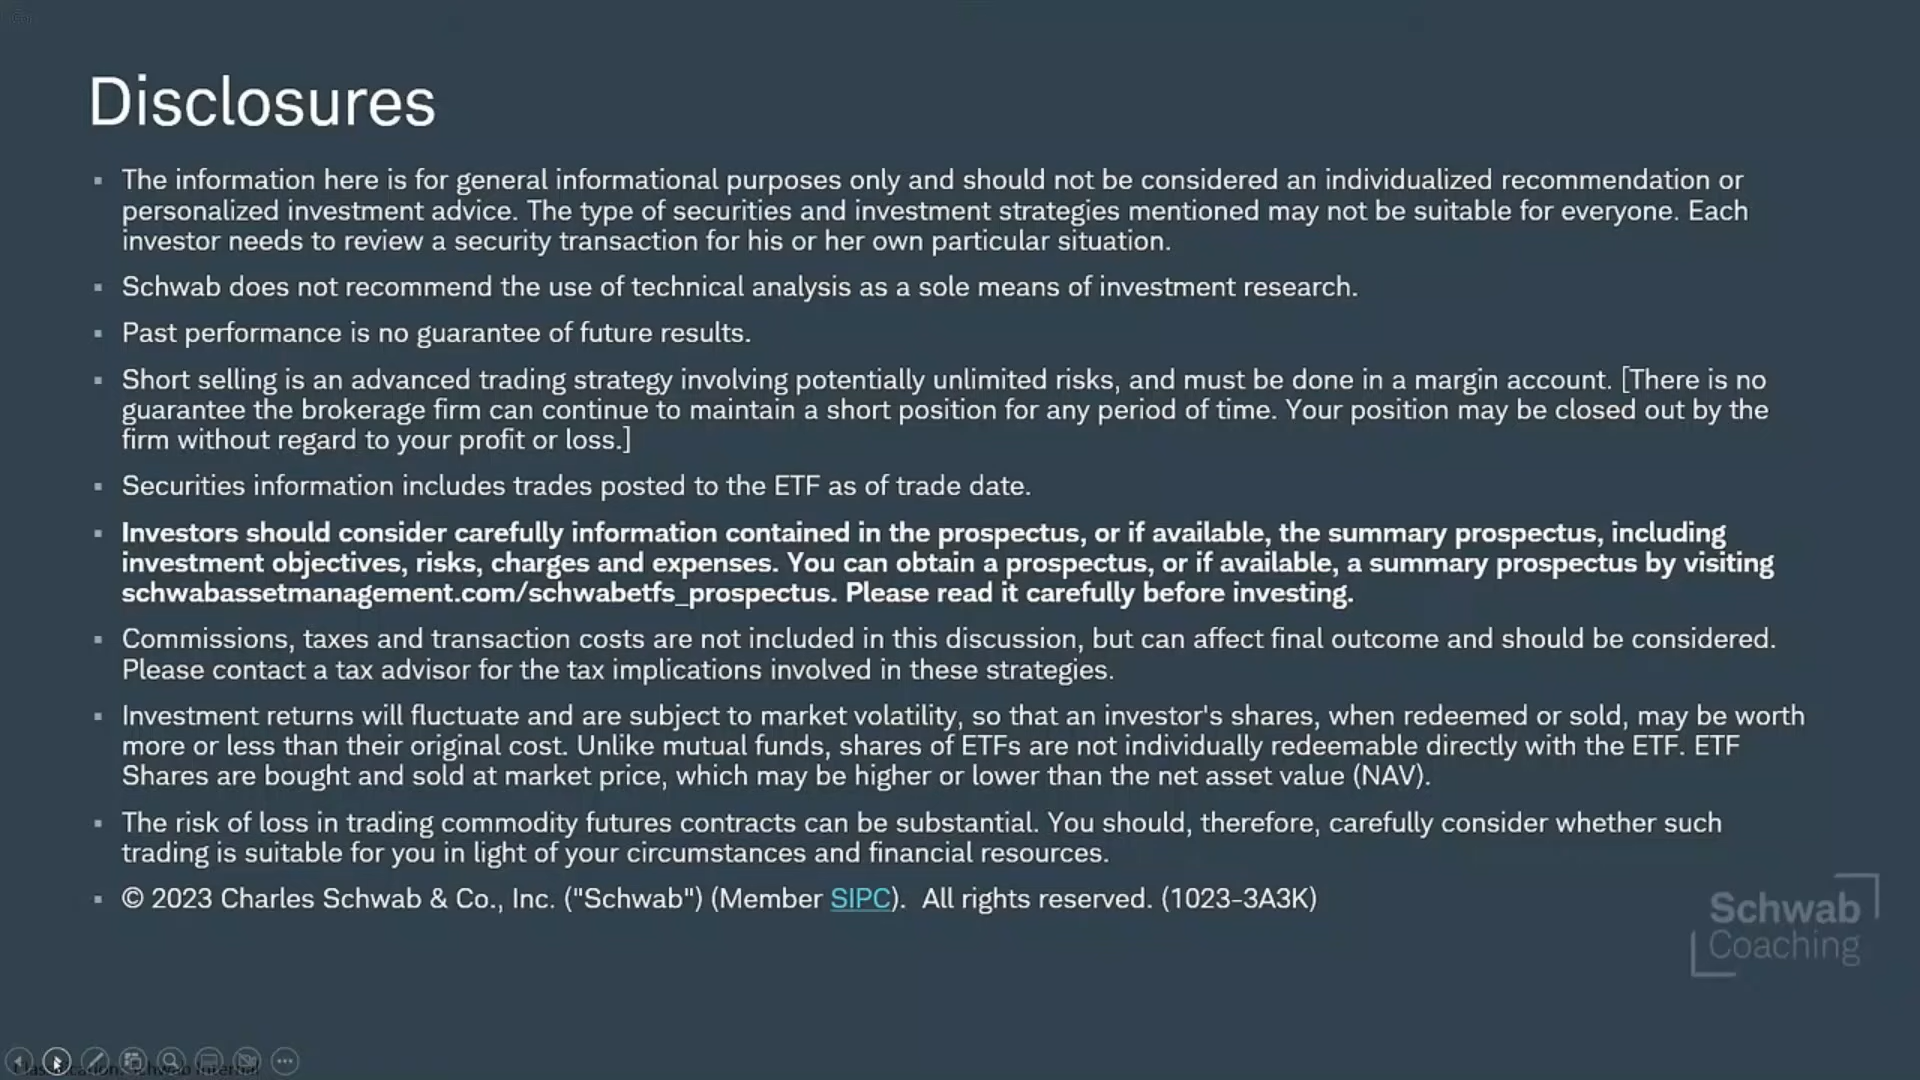 Disclosures
▪ The information here is for general informational purposes only and should not be considered an individualized recommendation or
personalized investment advice. The type of securities and investment strategies mentioned may not be suitable for everyone. Each
investor needs to review a security transaction for his or her own particular situation.
▪ Schwab does not recommend the use of technical analysis as a sole means of investment research.
▪ Past performance is no guarantee of future results.
▪ Short selling is an advanced trading strategy involving potentially unlimited risks, and must be done in a margin account. [There is no
guarantee the brokerage firm can continue to maintain a short position for any period of time. Your position may be closed out by the
firm without regard to your profit or loss.]
▪ Securities information includes trades posted to the ETF as of trade date.
▪ Investors should consider carefully information contained in the prospectus, or if available, the summary prospectus, including
investment objectives, risks, charges and expenses. You can obtain a prospectus, or if available, a summary prospectus by visiting
schwabassetmanagement.com/schwabetfs_prospectus. Please read it carefully before investing.
▪ Commissions, taxes and transaction costs are not included in this discussion, but can affect final outcome and should be considered.
Please contact a tax advisor for the tax implications involved in these strategies.
▪ Investment returns will fluctuate and are subject to market volatility, so that an investor's shares, when redeemed or sold, may be worth
more or less than their original cost. Unlike mutual funds, shares of ETFs are not individually redeemable directly with the ETF. ETF
Shares are bought and sold at market price, which may be higher or lower than the net asset value (NAV).
▪ The risk of loss in trading commodity futures contracts can be substantial. You should, therefore, carefully consider whether such
trading is suitable for you in light of your circumstances and financial resources.
▪ © 2023 Charles Schwab & Co., Inc. ("Schwab") (Member SIPC).  All rights reserved. (1023-3A3K)
Schwab
Coaching